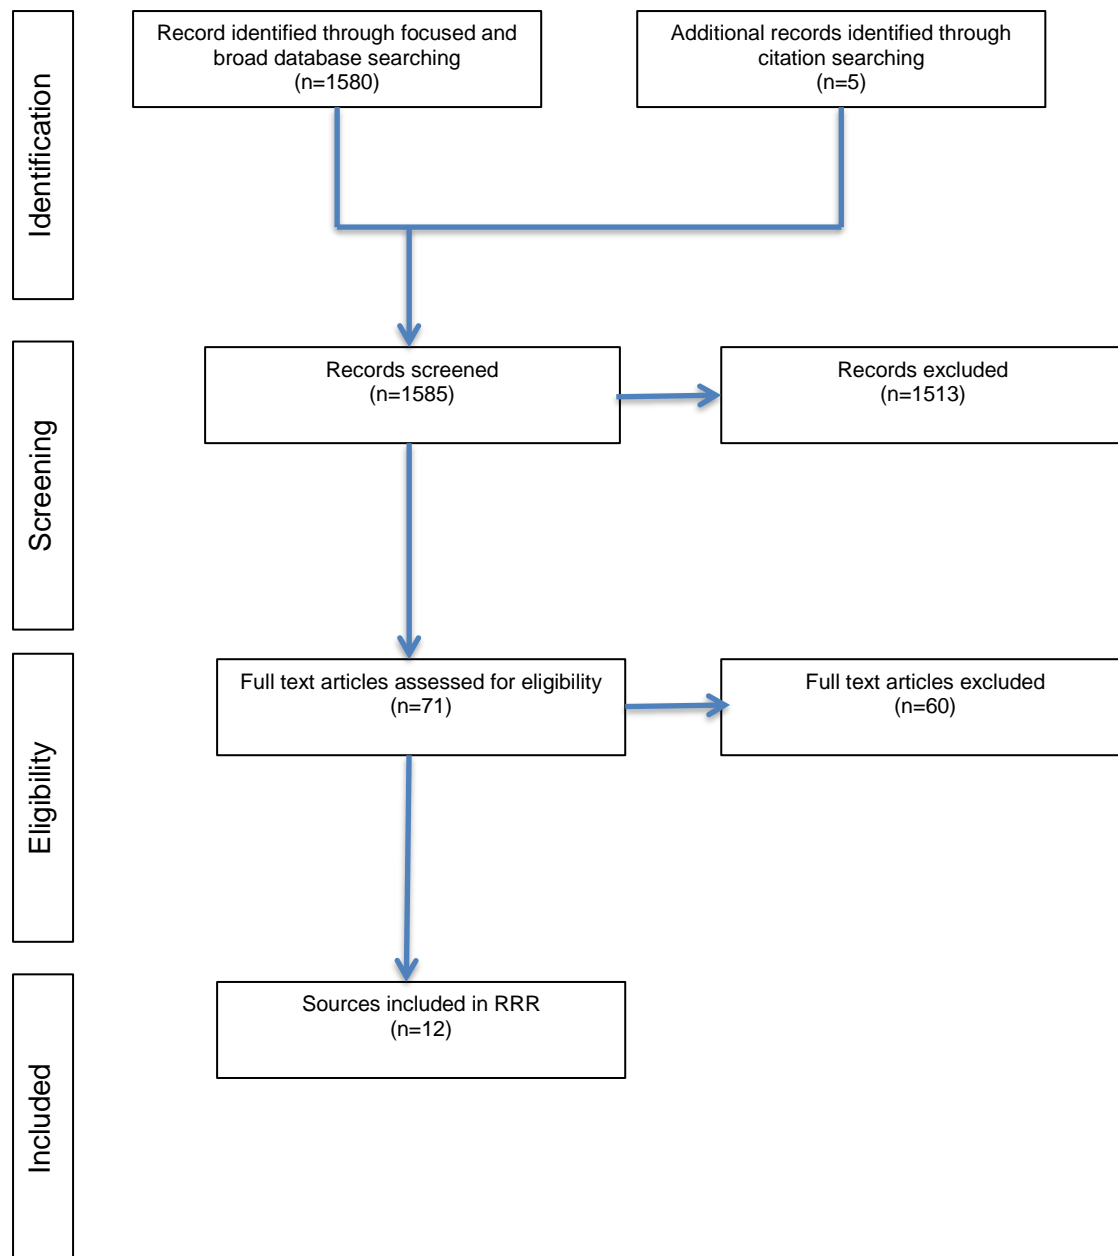 Identification
Record identified through focused and
broad database searching
(n=1580)
Additional records identified through
citation searching
(n=5)
Screening
Records screened
(n=1585)
Records excluded
(n=1513)
Eligibility
Full text articles assessed for eligibility
(n=71)
Full text articles excluded
(n=60)
Included
Sources included in RRR
(n=12)